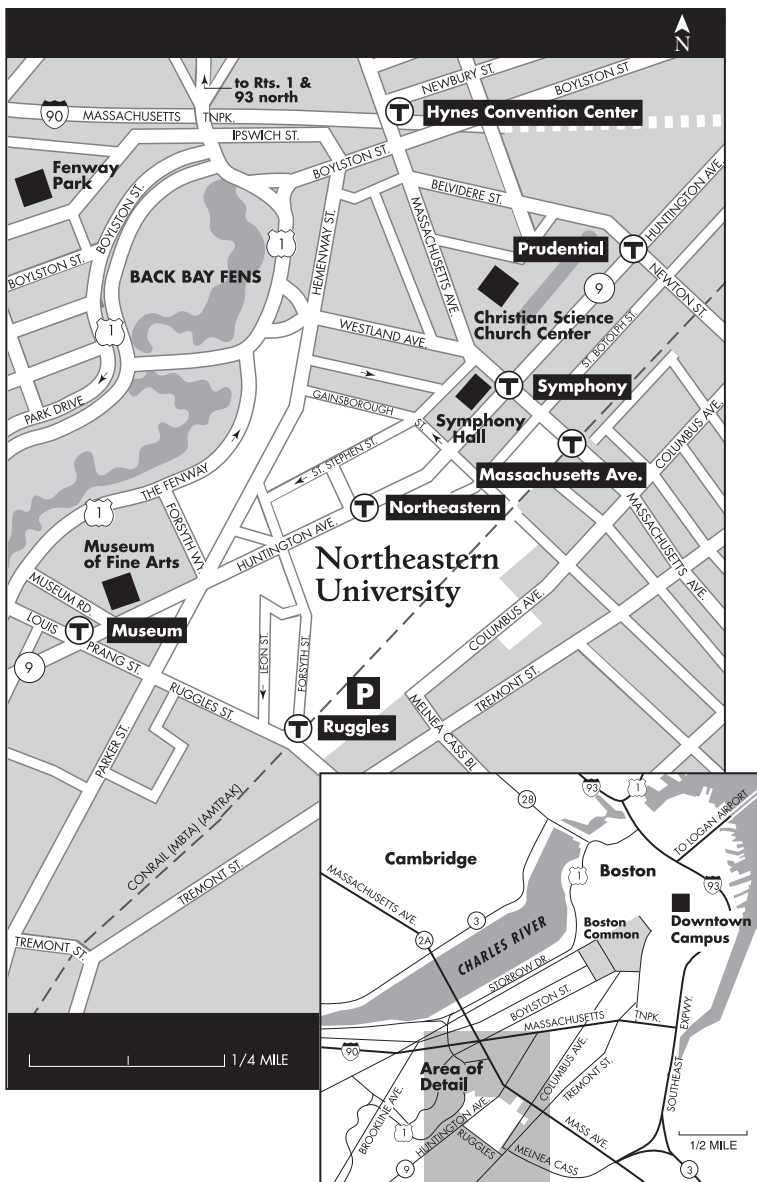 N
to Rts. 1 &
93 north
NEWBURY ST.
BOYLSTON ST
90
MASSACHUSETTS TNPK.
T
Hynes Convention Center
IPSWICH ST.
BOYLSTON ST.
Fenway
Park
BOYLSTON ST.
HEMENWAY ST.
MASSACHUSETTS AVE.
BELVIDERE ST.
HUNTINGTON AVE.
1
Prudential
T
BOYLSTON ST.
BACK BAY FENS
NEWTON ST.
9
Christian Science
Church Center
1
WESTLAND AVE.
ST. BOTOLPH ST.
PARK DRIVE
GAINSBOROUGH
ST.
T
Symphony
Symphony
Hall
T
COLUMBUS AVE.
ST. STEPHEN ST.
Massachusetts Ave.
THE FENWAY
1
FORSYTH WY.
T
Northeastern
HUNTINGTON AVE.
MASSACHUSETTS AVE.
Museum
of Fine Arts
Northeastern
University
MUSEUM RD.
COLUMBUS AVE.
LOUIS
PRANG ST.
T
Museum
9
LEON ST.
FORSYTH ST.
TREMONT ST.
RUGGLES ST.
P
T
Ruggles
MELNEA CASS BL
PARKER ST.
CONRAIL (MBTA) (AMTRAK)
TREMONT ST.
TREMONT ST.
1/4 MILE
93
1
28
TO LOGAN AIRPORT
Cambridge
Boston
1
93
MASSACHUSETTS AVE.
3
2A
CHARLES RIVER
Boston
Common
Downtown
Campus
STORROW DR.
BOYLSTON ST.
MASSACHUSETTS
TNPK.
EXPWY.
90
Area of
Detail
COLUMBUS AVE.
TREMONT ST.
SOUTHEAST
BROOKLINE AVE.
1
HUNTINGTON AVE.
RUGGLES
MASS AVE.
MELNEA CASS
9
3
1/2 MILE